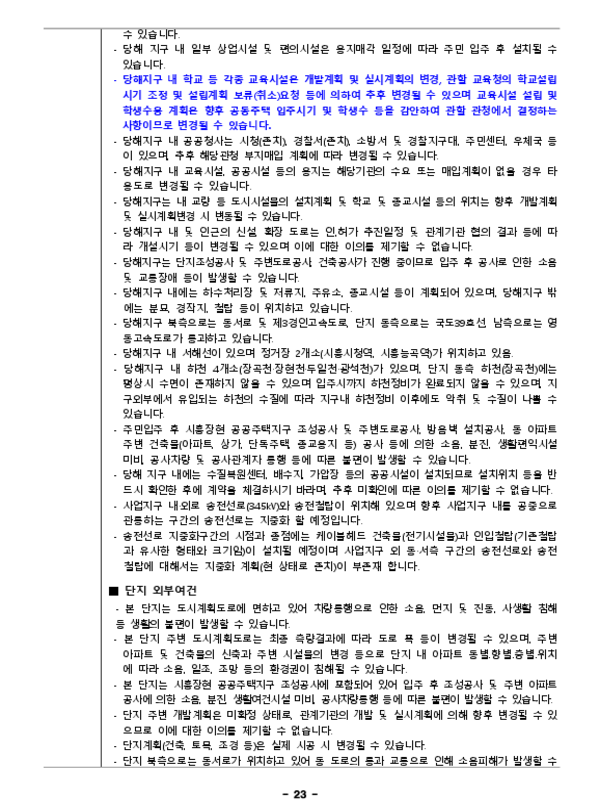 수 있습니다.
- 당해 지구 내 일부 상업시설 및 편의시설은 용지매각 일정에 따라 주민 입주 후 설치될 수
있습니다.
- 당해지구 내 학교 등 각종 교육시설은 개발계획 및 실시계획의 변경, 관할 교육청의 학교설립
시기 조정 및 설립계획 보류(취소)요청 등에 의하여 추후 변경될 수 있으며 교육시설 설립 및
학생수용 계획은 향후 공동주택 입주시기 및 학생수 등을 감안하여 관할 관청에서 결정하는
사항이므로 변경될 수 있습니다.
- 당해지구 내 공공청사는 시청(존치), 경찰서(존치), 소방서 및 경찰지구대, 주민센터, 우체국 등
이 있으며, 추후 해당관청 부지매입 계획에 따라 변경될 수 있습니다.
- 당해지구 내 교육시설, 공공시설 등의 용지는 해당기관의 수요 또는 매입계획이 없을 경우 타
용도로 변경될 수 있습니다.
- 당해지구는 내 교량 등 도시시설물의 설치계획 및 학교 및 종교시설 등의 위치는 향후 개발계획
및 실시계획변경 시 변동될 수 있습니다.
- 당해지구 내 및 인근의 신설, 확장 도로는 인.허가 추진일정 및 관계기관 협의 결과 등에 따
라 개설시기 등이 변경될 수 있으며 이에 대한 이의를 제기할 수 없습니다.
- 당해지구는 단지조성공사 및 주변도로공사, 건축공사가 진행 중이므로 입주 후 공사로 인한 소음
및 교통장애 등이 발생할 수 있습니다.
- 당해지구 내에는 하수처리장 및 저류지, 주유소, 종교시설 등이 계획되어 있으며, 당해지구 밖
에는 분묘, 경작지, 철탑 등이 위치하고 있습니다.
- 당해지구 북측으로는 동서로 및 제3경인고속도로, 단지 동측으로는 국도39호선, 남측으로는 영
동고속도로가 통과하고 있습니다.
- 당해지구 내 서해선이 있으며 정거장 2개소(시흥시청역, 시흥능곡역)가 위치하고 있음.
- 당해지구 내 하천 4개소(장곡천·장현천·두일천·광석천)가 있으며, 단지 동측 하천(장곡천)에는
평상시 수면이 존재하지 않을 수 있으며 입주시까지 하천정비가 완료되지 않을 수 있으며, 지
구외부에서 유입되는 하천의 수질에 따라 지구내 하천정비 이후에도 악취 및 수질이 나쁠 수
있습니다.
- 주민입주 후 시흥장현 공공주택지구 조성공사 및 주변도로공사, 방음벽 설치공사, 동 아파트
주변 건축물(아파트, 상가, 단독주택, 종교용지 등) 공사 등에 의한 소음, 분진, 생활편익시설
미비, 공사차량 및 공사관계자 통행 등에 따른 불편이 발생할 수 있습니다.
- 당해 지구 내에는 수질복원센터, 배수지, 가압장 등의 공공시설이 설치되므로 설치위치 등을 반
드시 확인한 후에 계약을 체결하시기 바라며, 추후 미확인에 따른 이의를 제기할 수 없습니다.
- 사업지구 내·외로 송전선로(345kV)와 송전철탑이 위치해 있으며 향후 사업지구 내를 공중으로
관통하는 구간의 송전선로는 지중화 할 예정입니다.
- 송전선로 지중화구간의 시점과 종점에는 케이블헤드 건축물(전기시설물)과 인입철탑(기존철탑
과 유사한 형태와 크기임)이 설치될 예정이며 사업지구 외 동·서측 구간의 송전선로와 송전
철탑에 대해서는 지중화 계획(현 상태로 존치)이 부존재 합니다.
■ 단지 외부여건
- 본 단지는 도시계획도로에 면하고 있어 차량통행으로 인한 소음, 먼지 및 진동, 사생활 침해
등 생활의 불편이 발생할 수 있습니다.
- 본 단지 주변 도시계획도로는 최종 측량결과에 따라 도로 폭 등이 변경될 수 있으며, 주변
아파트 및 건축물의 신축과 주변 시설물의 변경 등으로 단지 내 아파트 동별.향별.층별.위치
에 따라 소음, 일조, 조망 등의 환경권이 침해될 수 있습니다.
- 본 단지는 시흥장현 공공주택지구 조성공사에 포함되어 있어 입주 후 조성공사 및 주변 아파트
공사에 의한 소음, 분진, 생활여건시설 미비, 공사차량통행 등에 따른 불편이 발생할 수 있습니다.
- 단지 주변 개발계획은 미확정 상태로, 관계기관의 개발 및 실시계획에 의해 향후 변경될 수 있
으므로 이에 대한 이의를 제기할 수 없습니다.
- 단지계획(건축, 토목, 조경 등)은 실제 시공 시 변경될 수 있습니다.
- 단지 북측으로는 동서로가 위치하고 있어 동 도로의 통과 교통으로 인해 소음피해가 발생할 수
- 23 -